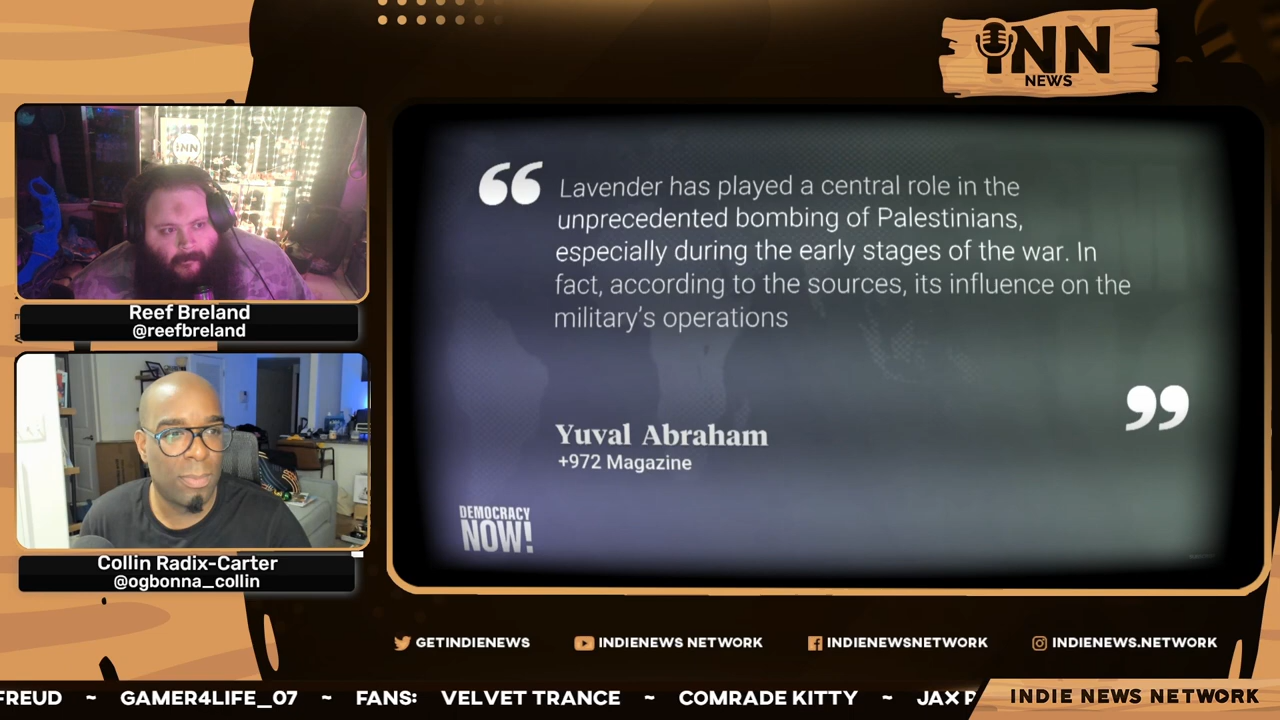 INN
NEWS
INN
Reef Breland
@reefbreland
Collin Radix-Carter
@ogbonna_collin
“ Lavender has played a central role in the
unprecedented bombing of Palestinians,
especially during the early stages of the war. In
fact, according to the sources, its influence on the
military’s operations ”
Yuval Abraham
+972 Magazine
DEMOCRACY
NOW!
GETINDIENEWS INDIENEWS NETWORK INDIENEWSNETWORK INDIENEWS.NETWORK
FREUD ~ GAMER4LIFE_07 ~ FANS: VELVET TRANCE ~ COMRADE KITTY ~ JAX P
INDIE NEWS NETWORK